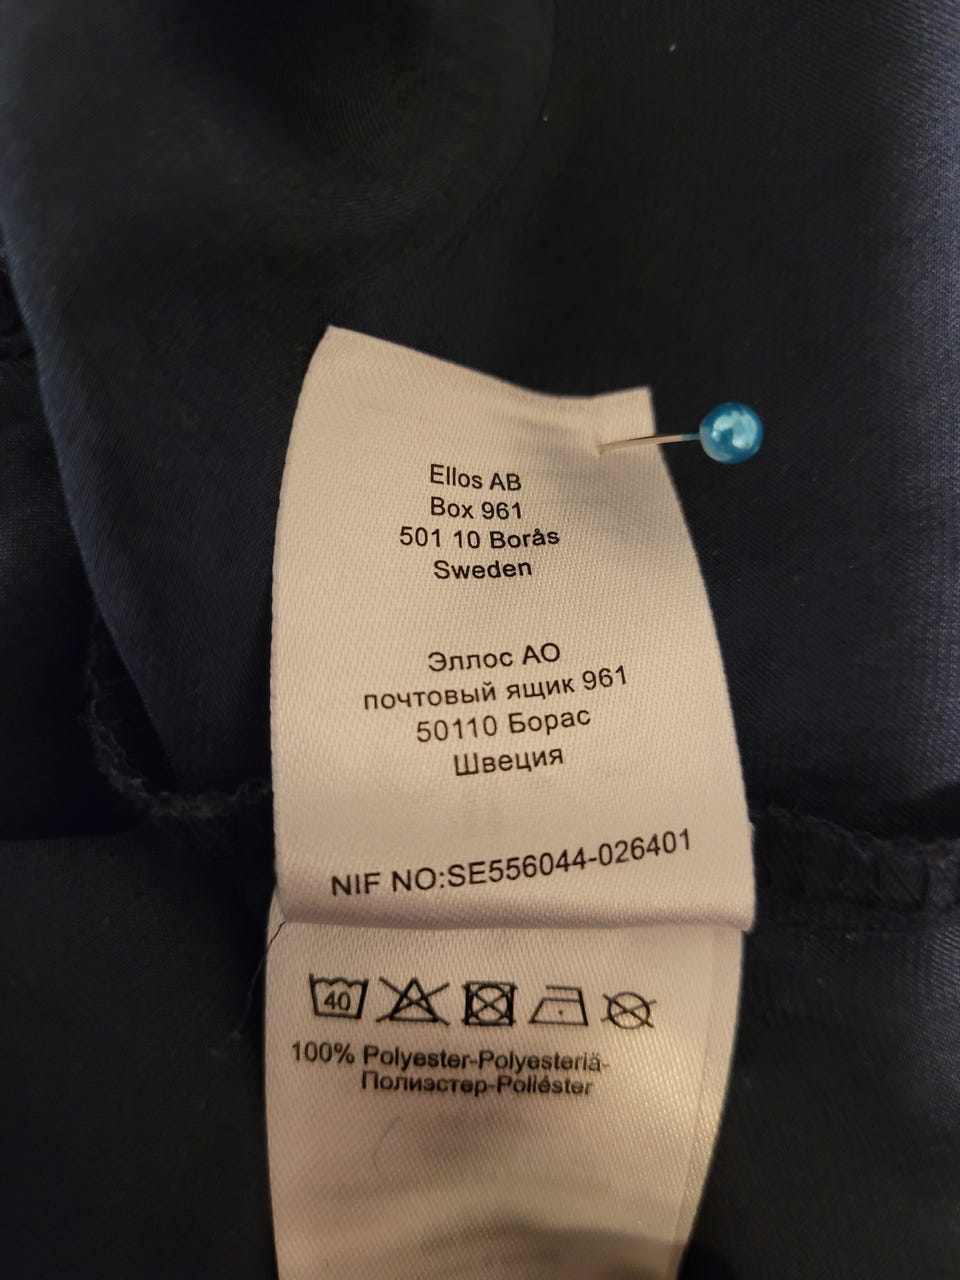 Ellos AB
Box 961
501 10 Borås
Sweden
Эллос АО
почтовый ящик 961
50110 Борас
Швеция
NIF NO:SE556044-026401
40
100% Polyester-Polyesteriä-
Полиэстер-Poliéster